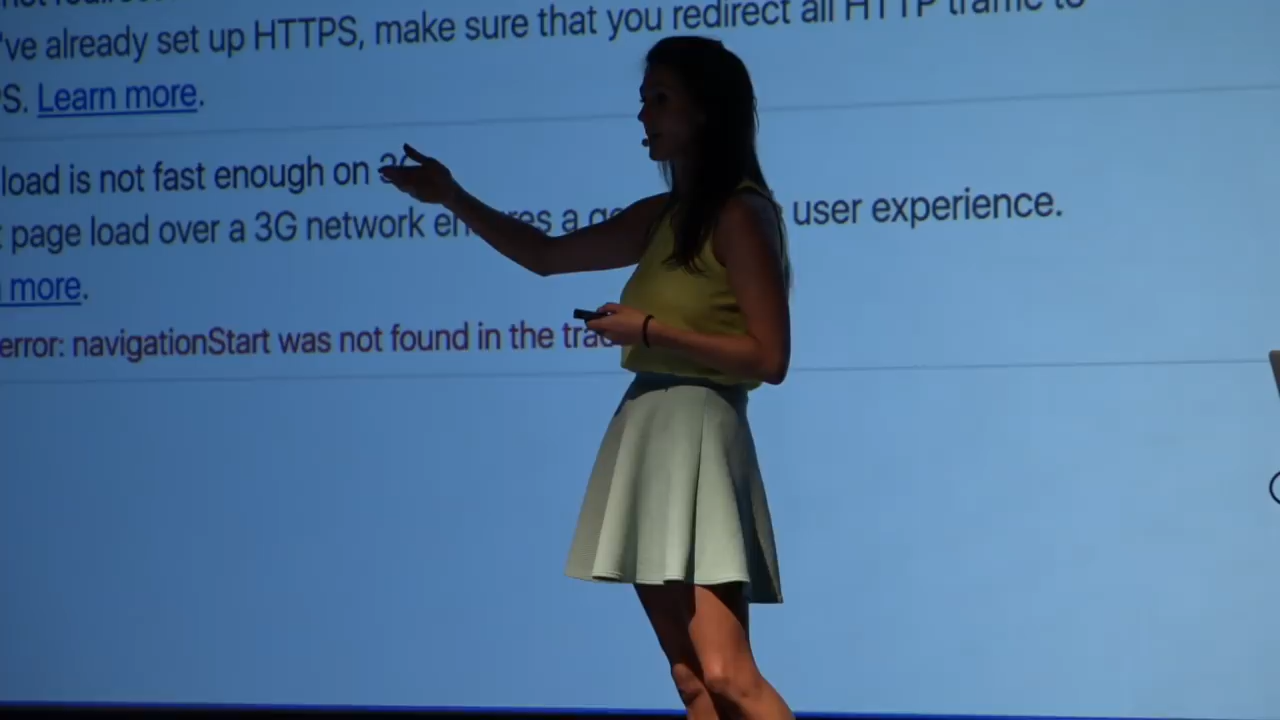 've already set up HTTPS, make sure that you redirect all HTTP traffic to
S. Learn more.
load is not fast enough on 3G
page load over a 3G network user experience.
more.
error: navigationStart was not found in the